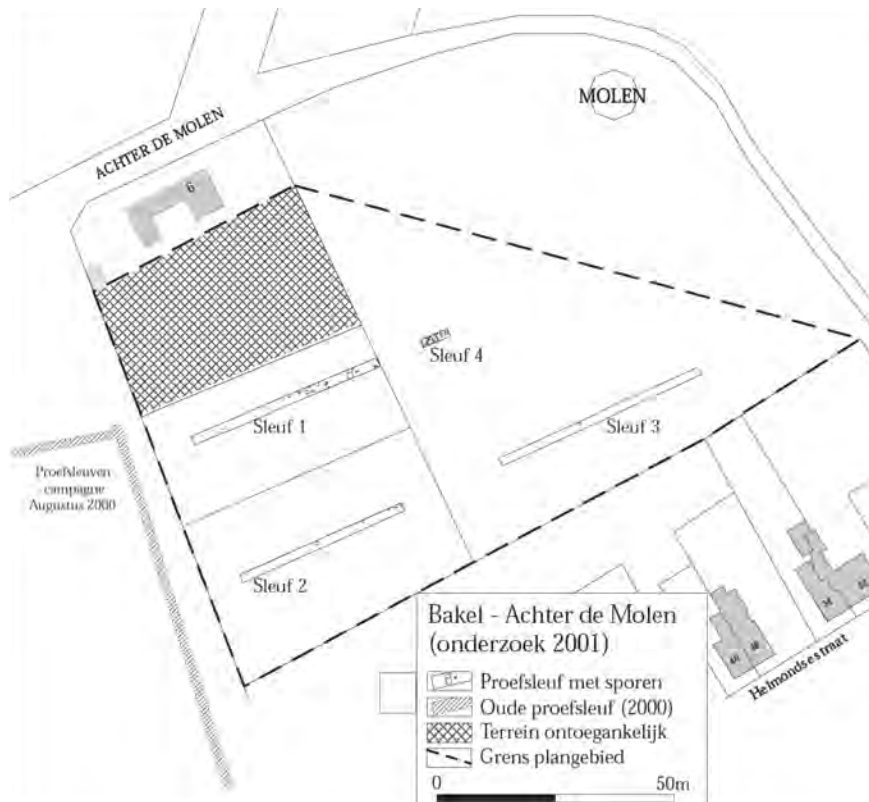 MOLEN
ACHTER DE MOLEN
6
Sleuf 4
Sleuf 1
Sleuf 3
Proefsleuven
campagne
Augustus 2000
Sleuf 2
Bakel - Achter de Molen
(onderzoek 2001)
Proefsleuf met sporen
Oude proefsleuf (2000)
Terrein ontoegankelijk
Grens plangebied
0 50m
Helmondsestraat